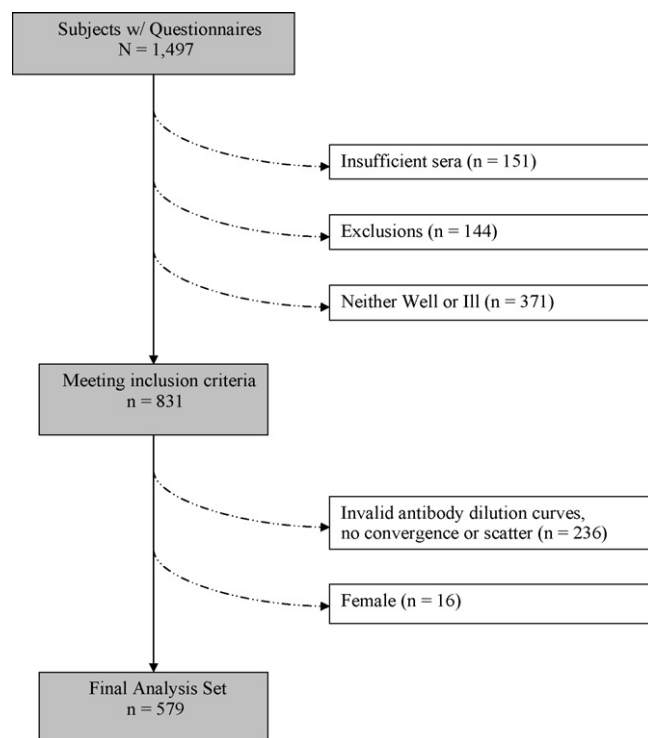 Subjects w/ Questionnaires
N = 1,497
Insufficient sera (n = 151)
Exclusions (n = 144)
Neither Well or Ill (n = 371)
Meeting inclusion criteria
n = 831
Invalid antibody dilution curves,
no convergence or scatter (n = 236)
Female (n = 16)
Final Analysis Set
n = 579